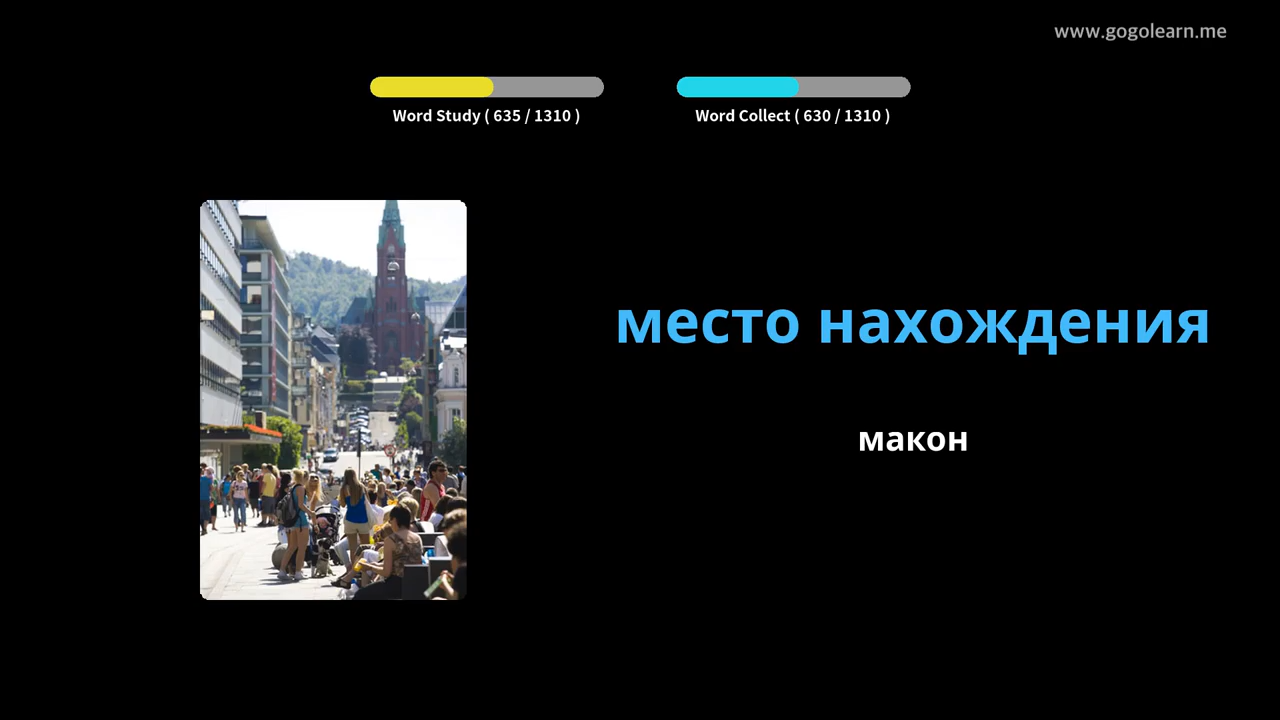 www.gogolearn.me
Word Study ( 635 / 1310 )
Word Collect ( 630 / 1310 )
место нахождения
макон